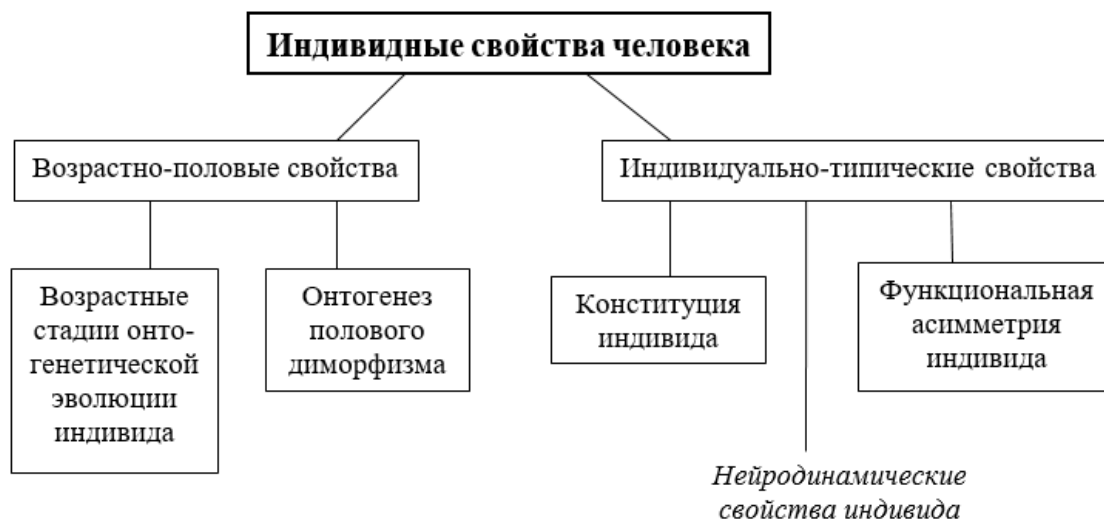 Индивидные свойства человека
Возрастно-половые свойства
Индивидуально-типические свойства
Возрастные
стадии онто-
генетической
эволюции
индивида
Онтогенез
полового
диморфизма
Конституция
индивида
Функциональная
асимметрия
индивида
Нейродинамические
свойства индивида